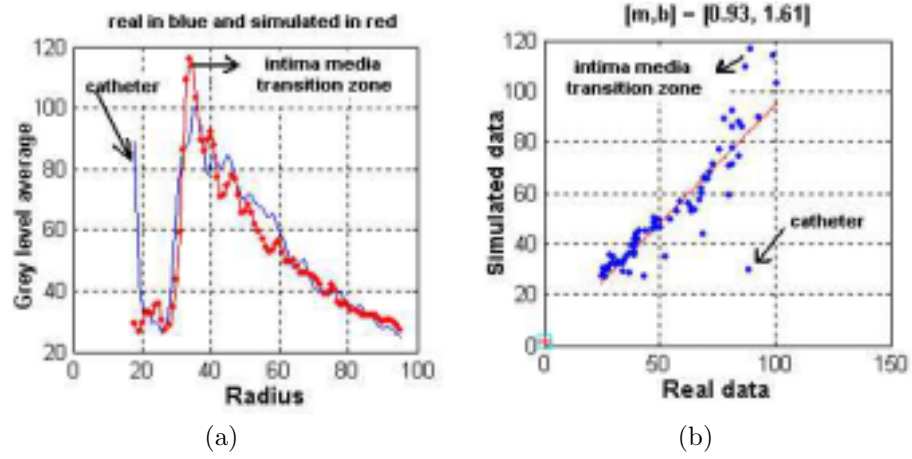 real in blue and simulated in red
120
100
80
60
40
20
0
20
40
60
80
100
Grey level average
Radius
catheter
intima media
transition zone
(a)
[m,b] = [0.93, 1.61]
120
100
80
60
40
20
0
0
50
100
150
Simulated data
Real data
intima media
transition zone
catheter
(b)